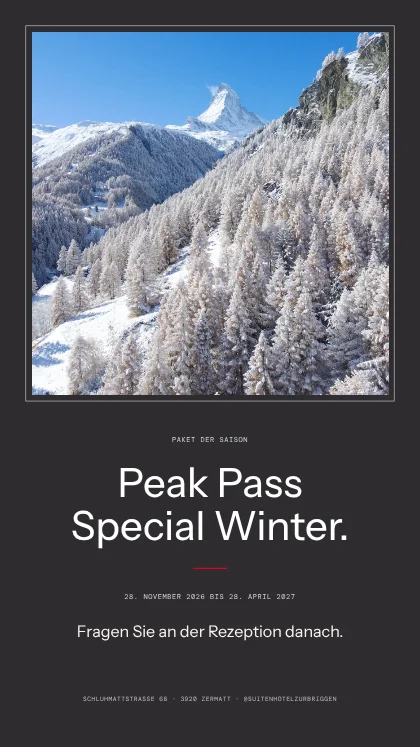 PAKET DER SAISON
Peak Pass
Special Winter.
28. NOVEMBER 2026 BIS 28. APRIL 2027
Fragen Sie an der Rezeption danach.
SCHLUHMATTSTRASSE 68 · 3920 ZERMATT · @SUITENHOTELZURBRIGGEN